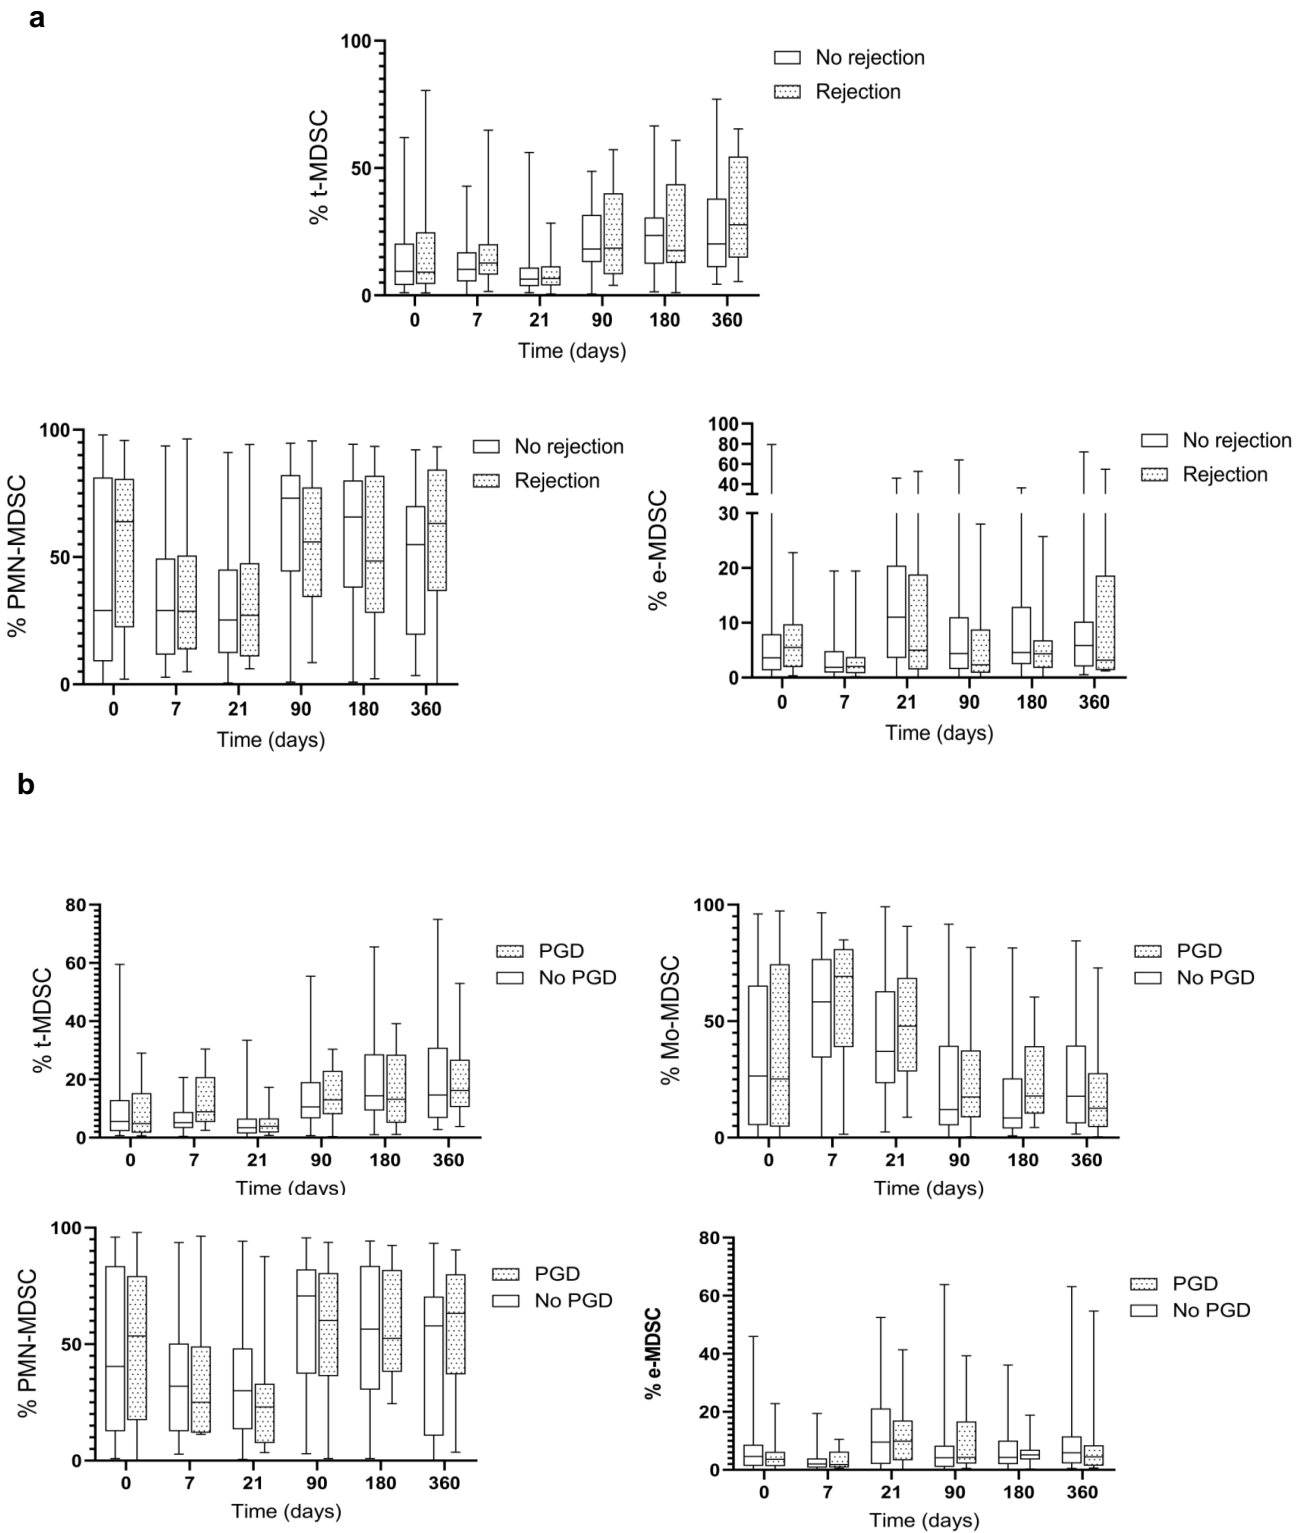 a
100
50
0
% t-MDSC
No rejection
Rejection
0 7 21 90 180 360
Time (days)
100
50
0
% PMN-MDSC
No rejection
Rejection
0 7 21 90 180 360
Time (days)
100
80
60
40
30
20
10
0
% e-MDSC
No rejection
Rejection
0 7 21 90 180 360
Time (days)
b
80
60
40
20
0
% t-MDSC
PGD
No PGD
0 7 21 90 180 360
Time (days)
100
50
0
% Mo-MDSC
PGD
No PGD
0 7 21 90 180 360
Time (days)
100
50
0
% PMN-MDSC
PGD
No PGD
0 7 21 90 180 360
Time (days)
80
60
40
20
0
% e-MDSC
PGD
No PGD
0 7 21 90 180 360
Time (days)